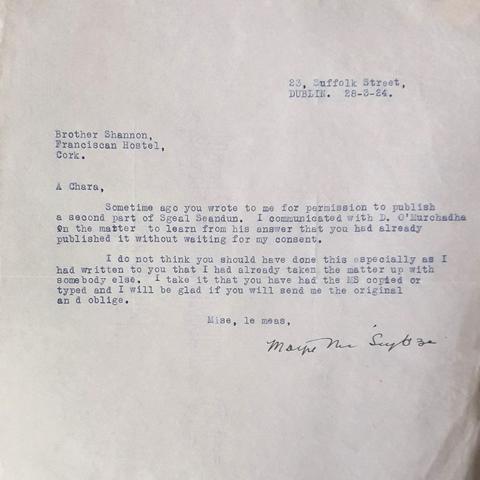 23, Suffolk Street,
DUBLIN. 28-3-24.
Brother Shannon,
Franciscan Hostel,
Cork.
A Chara,
Sometime ago you wrote to me for permission to publish
a second part of Sgeal Seandun. I communicated with D. O'Murchadha
on the matter to learn from his answer that you had already
published it without waiting for my consent.
I do not think you should have done this especially as I
had written to you that I had already taken the matter up with
somebody else. I take it that you have had the MS copied or
typed and I will be glad if you will send me the original
an d oblige.
Mise, le meas,